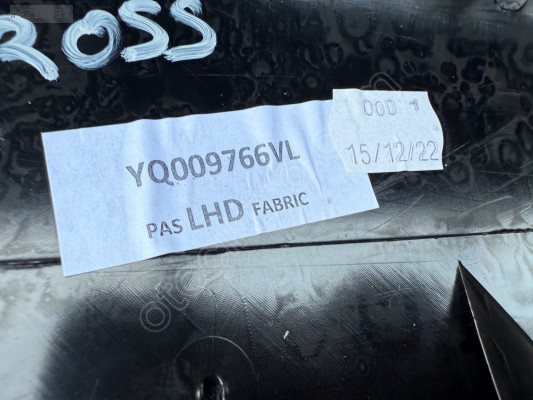 ROSS
000 1
15/12/22
YQ009766VL
PAS LHD FABRIC